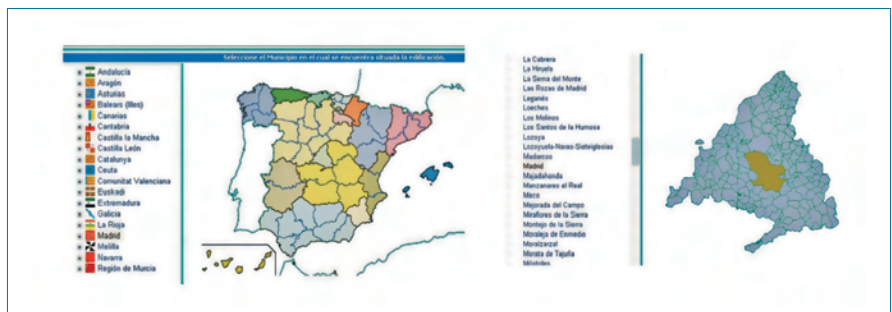 Seleccione el Municipio en el cual se encuentra situada la edificación.
Andalucía
Aragón
Asturias
Balears (Illes)
Canarias
Cantabria
Castilla la Mancha
Castilla León
Catalunya
Ceuta
Comunitat Valenciana
Euskadi
Extremadura
Galicia
La Rioja
Madrid
Melilla
Navarra
Región de Murcia
La Cabrera
La Hiruela
La Serna del Monte
Las Rozas de Madrid
Leganés
Loeches
Los Molinos
Los Santos de la Humosa
Lozoya
Lozoyuela-Navas-Sieteiglesias
Madarcos
Madrid
Majadahonda
Manzanares el Real
Meco
Mejorada del Campo
Miraflores de la Sierra
Montejo de la Sierra
Moraleja de Enmedio
Moralzarzal
Morata de Tajuña
Móstoles